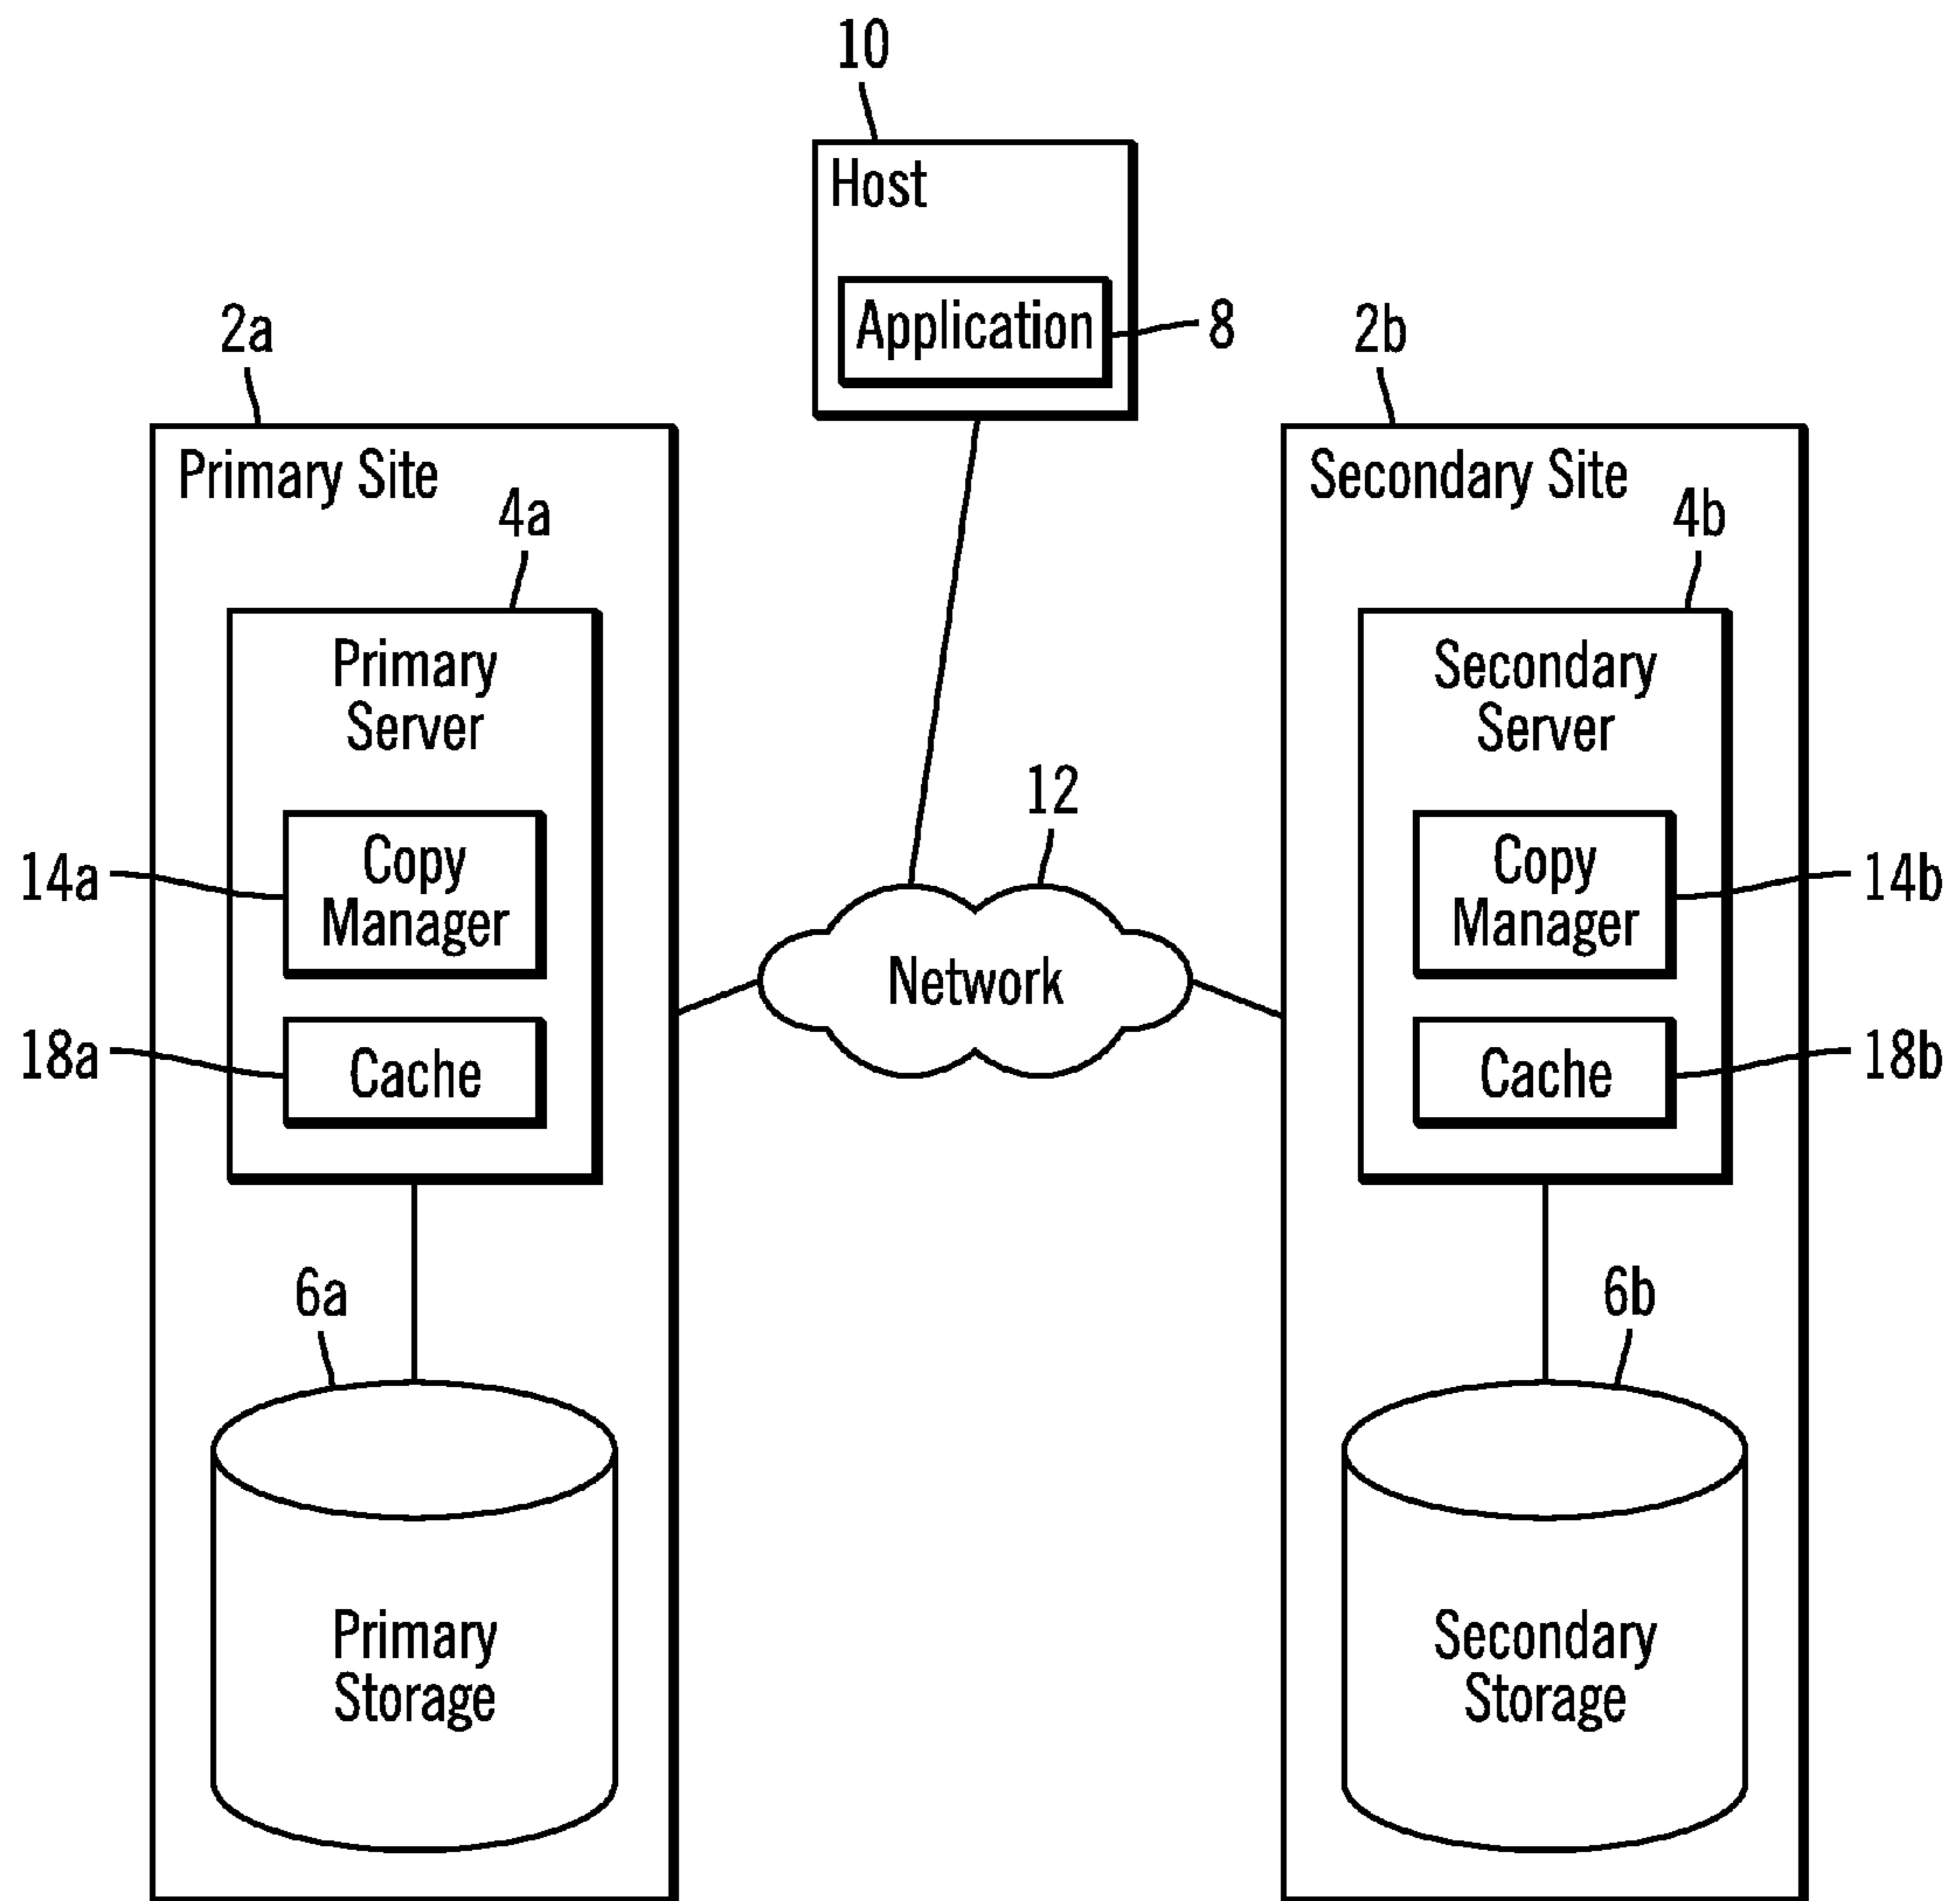 10
Host
Application
8
2a
2b
Primary Site
Secondary Site
4a
4b
Primary
Server
Secondary
Server
12
Copy
Manager
14a
Copy
Manager
14b
Network
Cache
18a
Cache
18b
6a
6b
Primary
Storage
Secondary
Storage